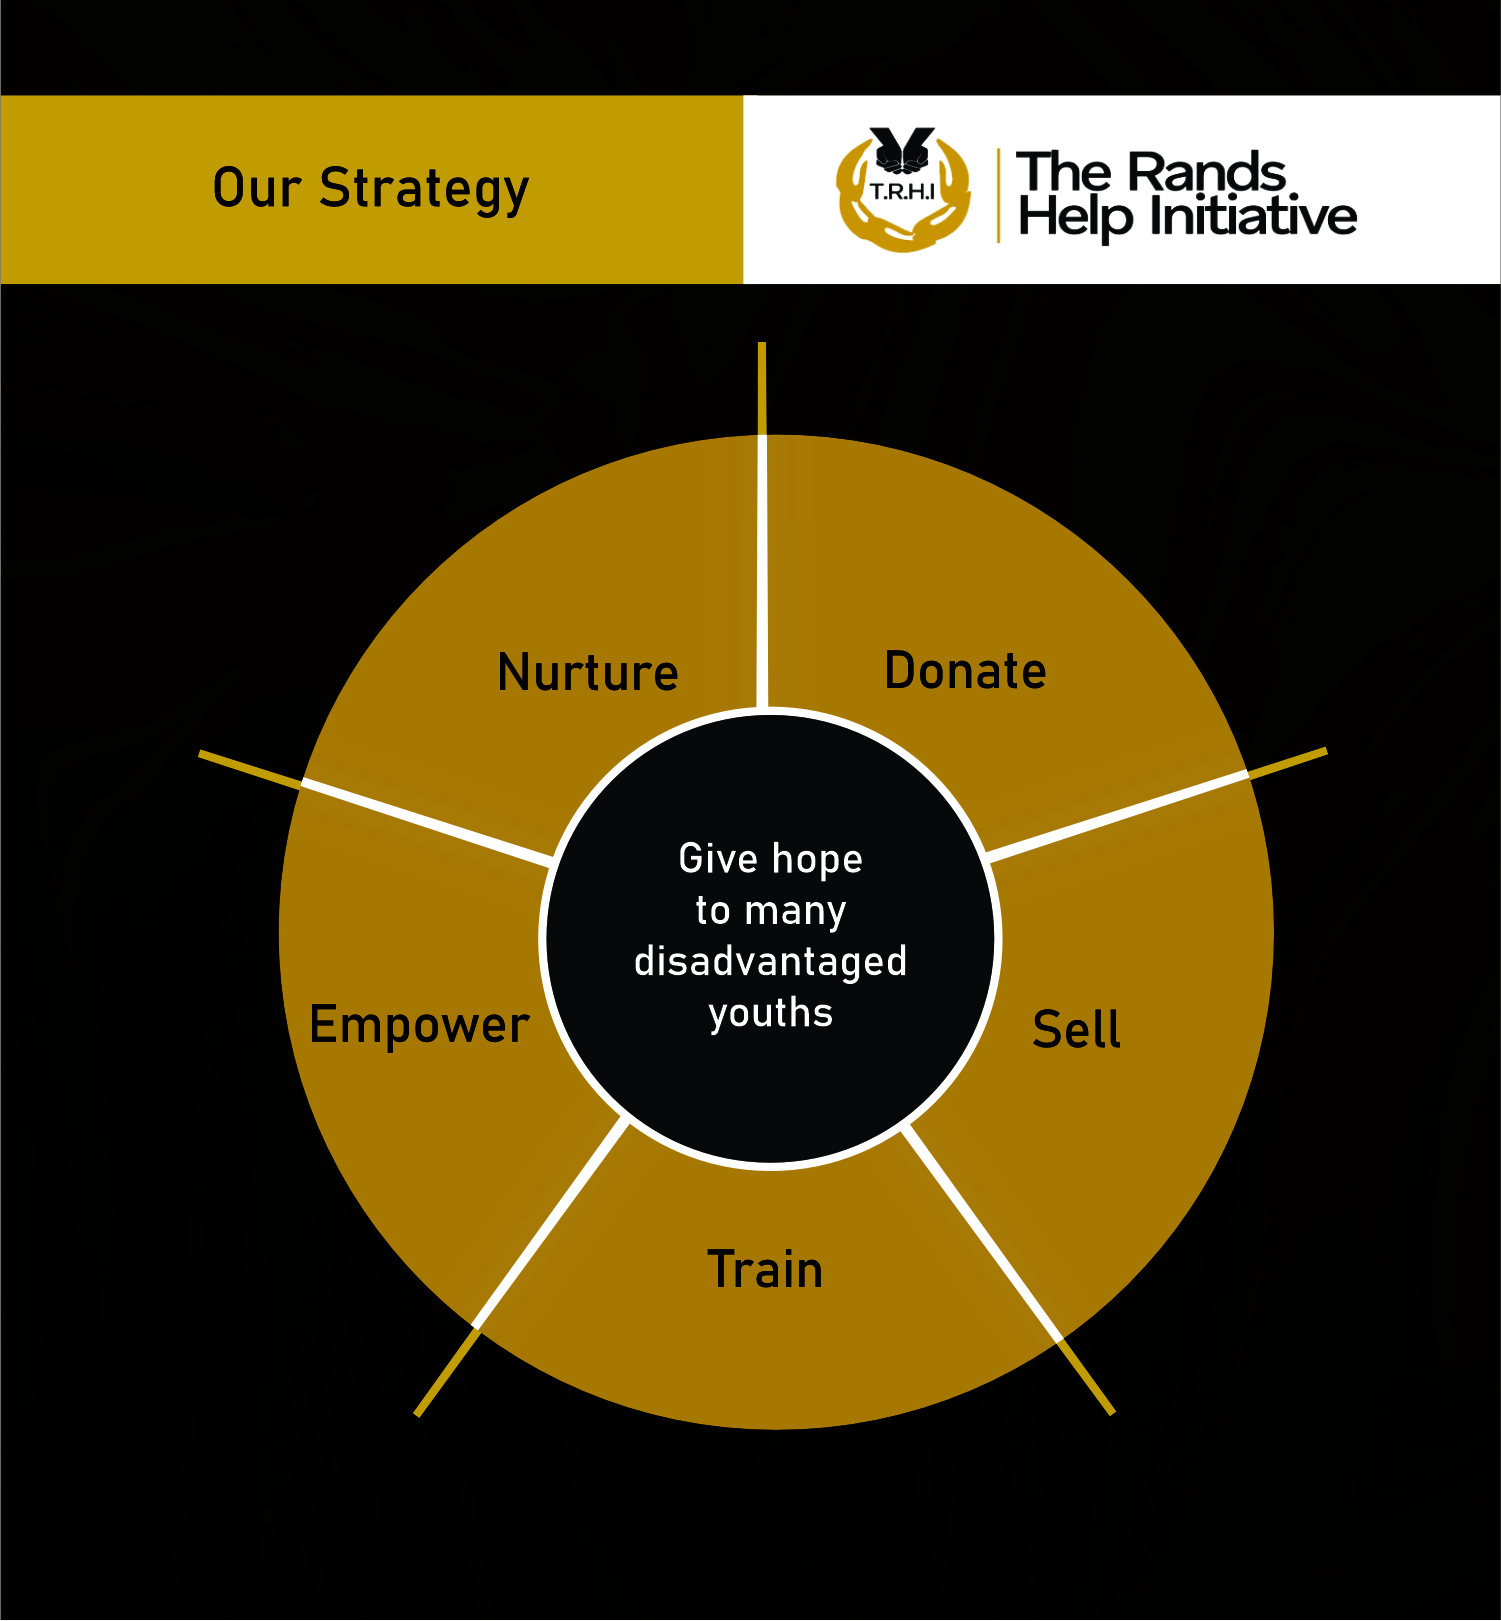 Our Strategy
T.R.H.I
The Rands
Help Initiative
Nurture
Donate
Give hope
to many
disadvantaged
youths
Empower
Sell
Train